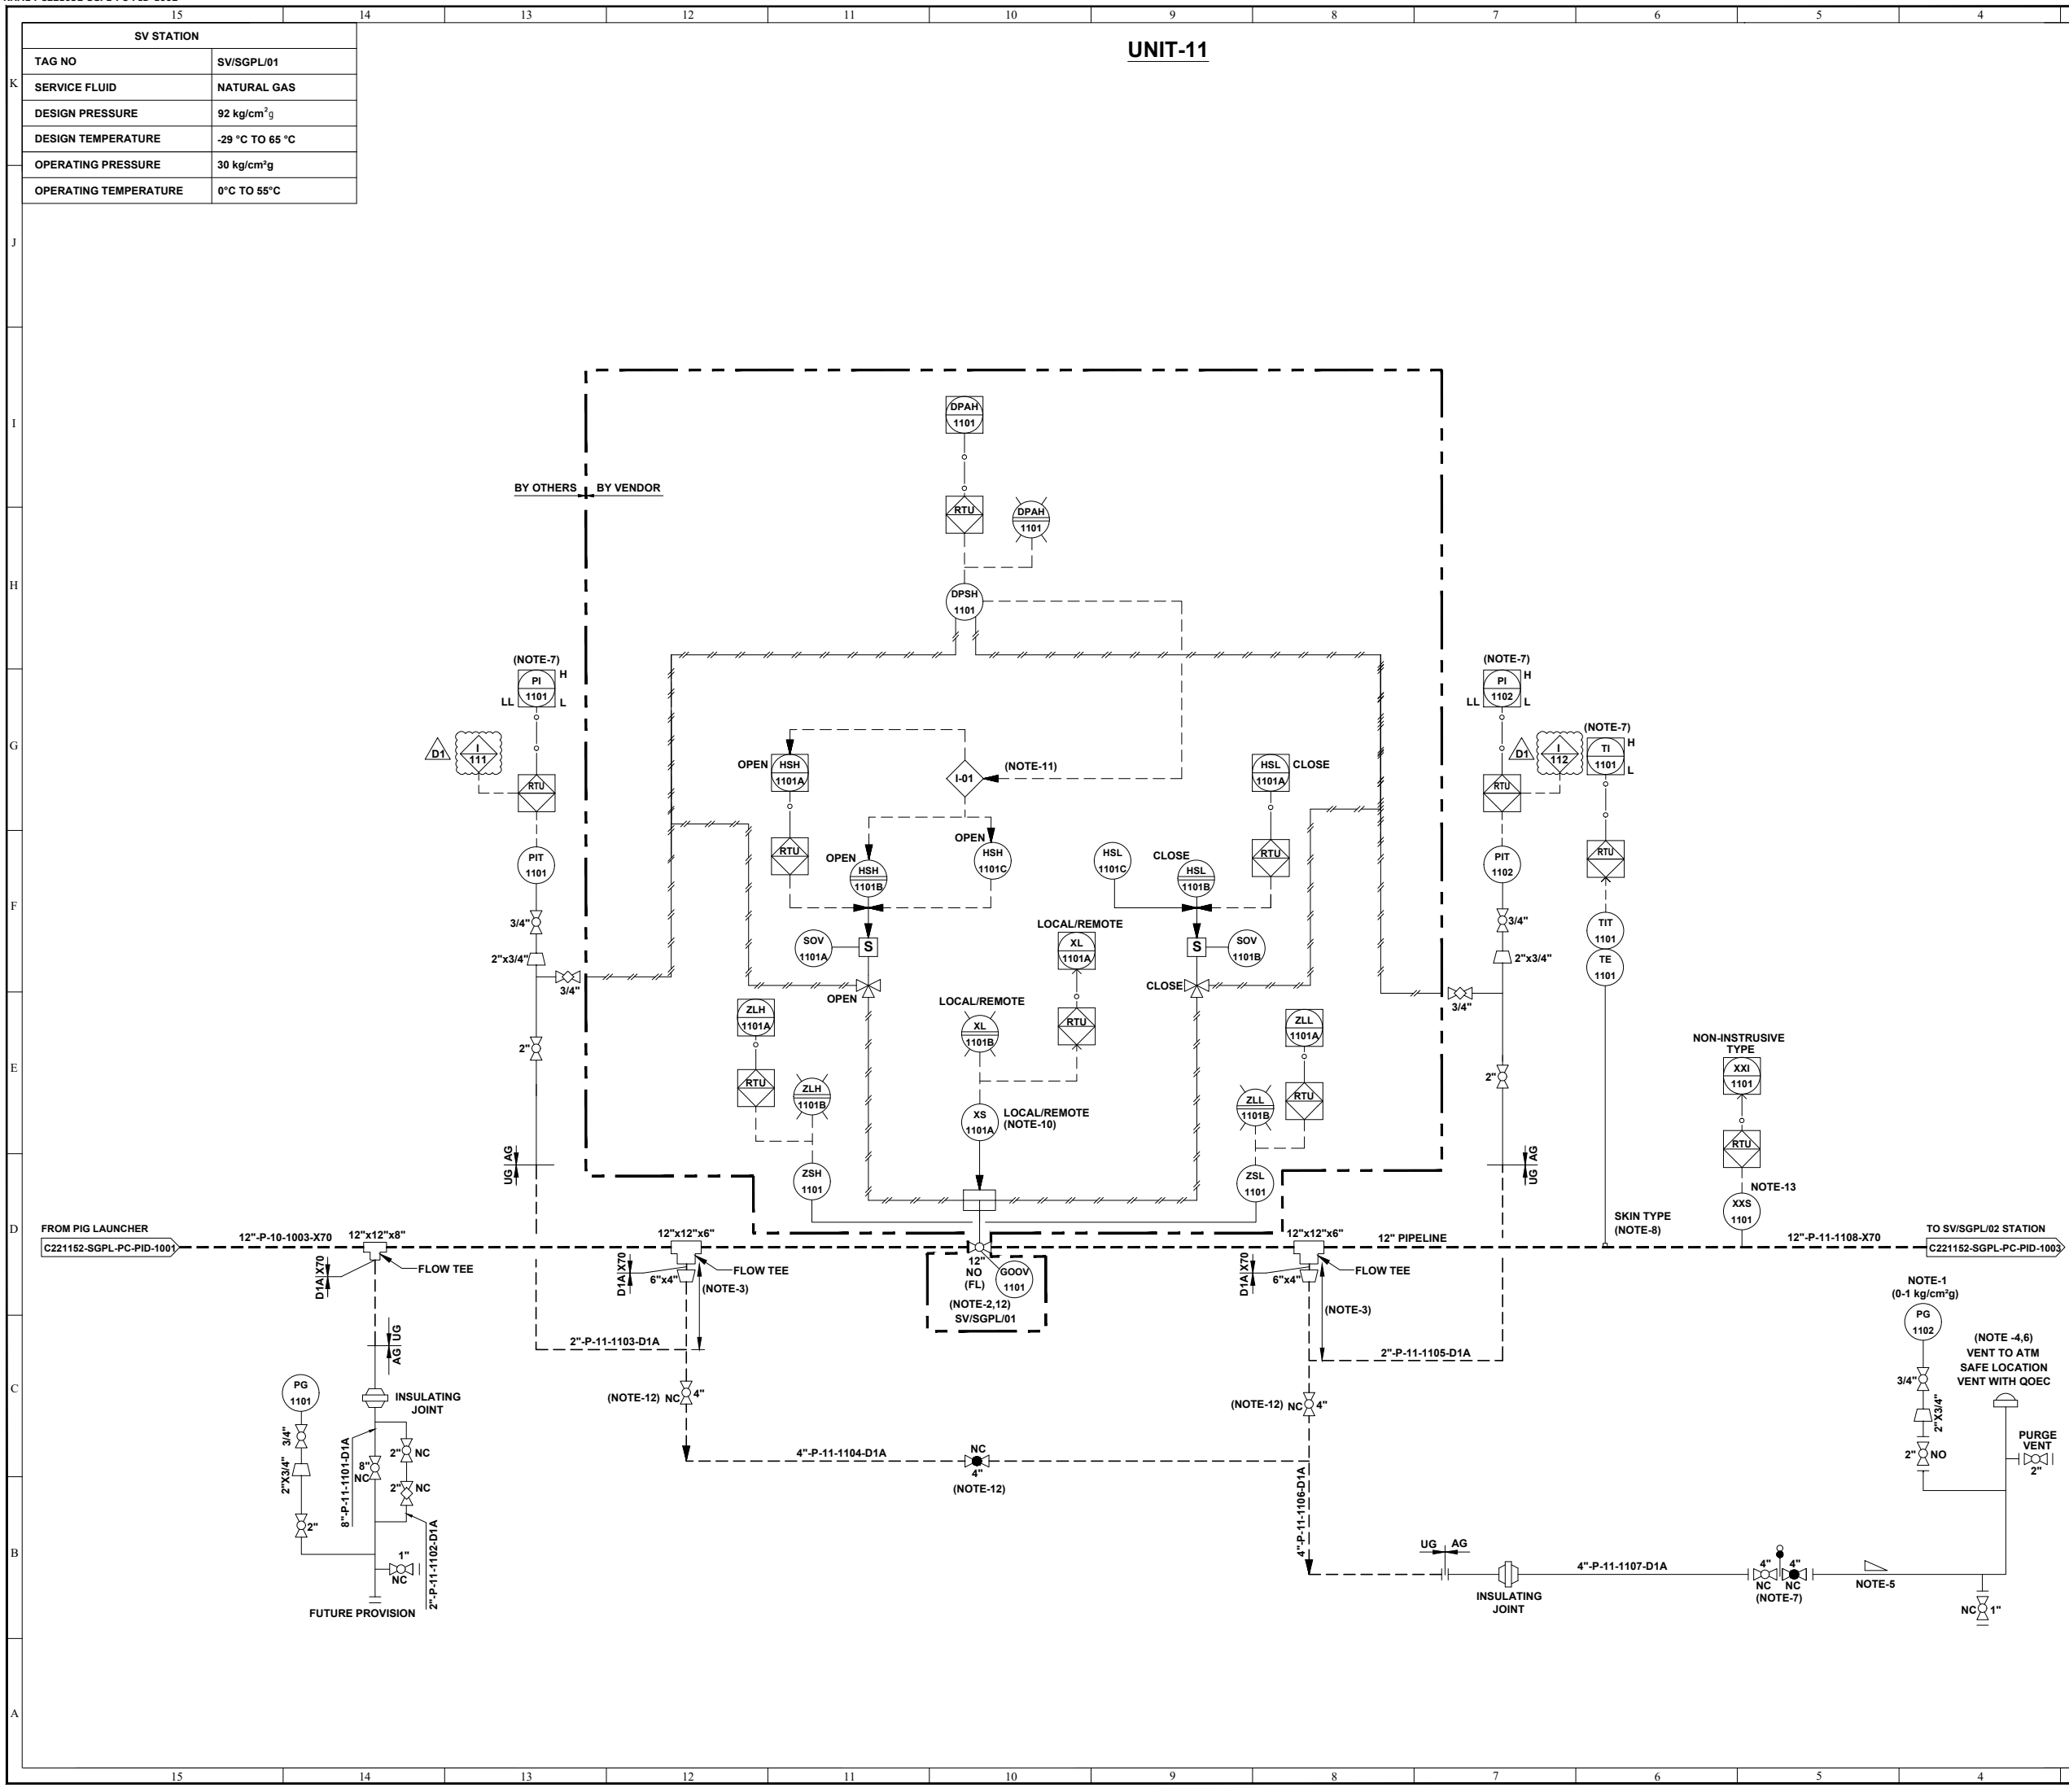 15 14 13 12 11 10 9 8 7 6 5 4
UNIT-11
SV STATION
TAG NO SV/SGPL/01
SERVICE FLUID NATURAL GAS
DESIGN PRESSURE 92 kg/cm²g
DESIGN TEMPERATURE -29 °C TO 65 °C
OPERATING PRESSURE 30 kg/cm²g
OPERATING TEMPERATURE 0°C TO 55°C
K
J
I
H
G
F
E
D
C
B
A
BY OTHERS BY VENDOR
DPAH
1101
RTU
DPAH
1101
DPSH
1101
(NOTE-7)
PI
1101
H
LL L
D1
I
111
RTU
PIT
1101
3/4"
2"x3/4"
3/4"
2"
UG AG
OPEN
HSH
1101A
RTU
I-01
(NOTE-11)
OPEN
HSH
1101B
OPEN
HSH
1101C
HSL
1101A
CLOSE
RTU
HSL
1101C
CLOSE
HSL
1101B
SOV
1101A
S
OPEN
S
SOV
1101B
CLOSE
LOCAL/REMOTE
XL
1101A
RTU
LOCAL/REMOTE
XL
1101B
XS
1101A
LOCAL/REMOTE
(NOTE-10)
ZLH
1101A
RTU
ZLH
1101B
ZSH
1101
ZLL
1101A
RTU
ZLL
1101B
ZSL
1101
(NOTE-7)
PI
1102
H
LL L
D1
I
112
RTU
PIT
1102
3/4"
2"x3/4"
3/4"
2"
UG AG
(NOTE-7)
TI
1101
H
L
RTU
TIT
1101
TE
1101
SKIN TYPE
(NOTE-8)
NON-INSTRUSIVE
TYPE
XXI
1101
RTU
NOTE-13
XXS
1101
FROM PIG LAUNCHER
C221152-SGPL-PC-PID-1001
12"-P-10-1003-X70
12"x12"x8"
FLOW TEE
D1A X70
12"x12"x6"
FLOW TEE
D1A X70
6"x4"
(NOTE-3)
12"
NO
(FL)
GOOV
1101
(NOTE-2,12)
SV/SGPL/01
12"x12"x6"
12" PIPELINE
FLOW TEE
D1A X70
6"x4"
(NOTE-3)
12"-P-11-1108-X70
TO SV/SGPL/02 STATION
C221152-SGPL-PC-PID-1003
2"-P-11-1103-D1A
2"-P-11-1105-D1A
AG UG
INSULATING
JOINT
PG
1101
3/4"
2"X3/4"
2"
8"-P-11-1101-D1A
8"
NC
2" NC
2" NC
2"-P-11-1102-D1A
1"
NC
FUTURE PROVISION
(NOTE-12) NC 4"
4"-P-11-1104-D1A
NC
4"
(NOTE-12)
(NOTE-12) NC 4"
4"-P-11-1106-D1A
UG AG
INSULATING
JOINT
4"-P-11-1107-D1A
4" 4"
NC NC
(NOTE-7)
NOTE-5
NC 1"
NOTE-1
(0-1 kg/cm²g)
PG
1102
3/4"
2"X3/4"
2" NO
(NOTE -4,6)
VENT TO ATM
SAFE LOCATION
VENT WITH QOEC
PURGE
VENT
2"
15 14 13 12 11 10 9 8 7 6 5 4